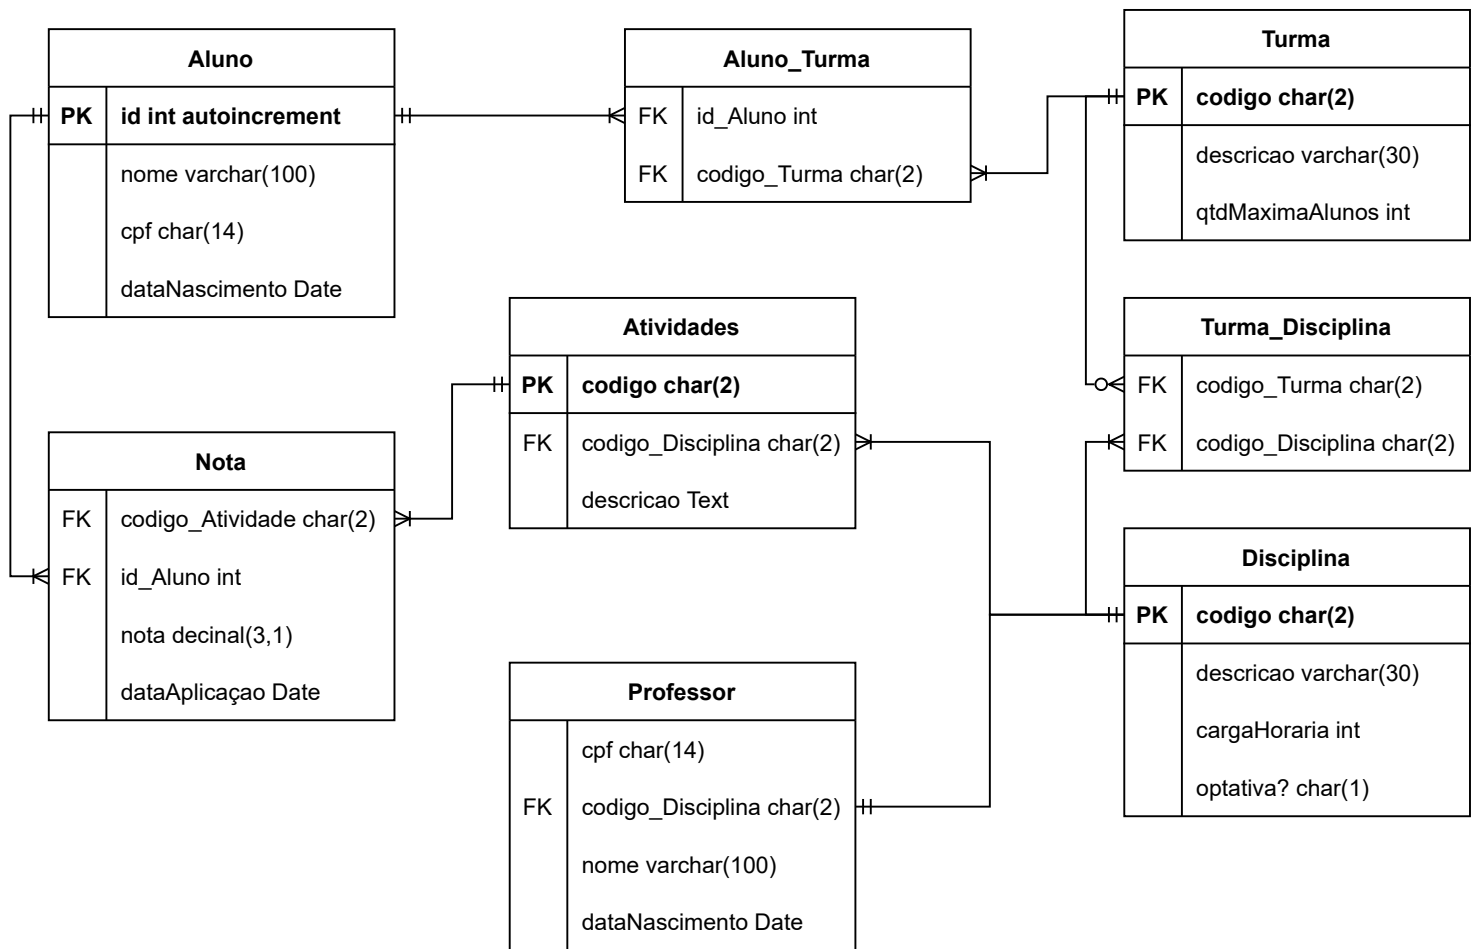 Aluno
PK id int autoincrement
nome varchar(100)
cpf char(14)
dataNascimento Date
Aluno_Turma
FK id_Aluno int
FK codigo_Turma char(2)
Turma
PK codigo char(2)
descricao varchar(30)
qtdMaximaAlunos int
Atividades
PK codigo char(2)
FK codigo_Disciplina char(2)
descricao Text
Turma_Disciplina
FK codigo_Turma char(2)
FK codigo_Disciplina char(2)
Nota
FK codigo_Atividade char(2)
FK id_Aluno int
nota decinal(3,1)
dataAplicaçao Date
Professor
cpf char(14)
FK codigo_Disciplina char(2)
nome varchar(100)
dataNascimento Date
Disciplina
PK codigo char(2)
descricao varchar(30)
cargaHoraria int
optativa? char(1)